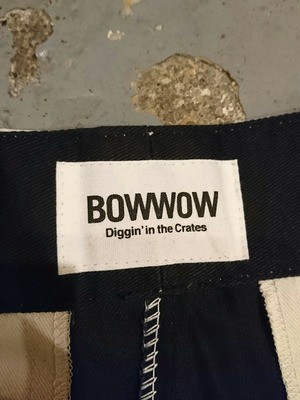 BOWWOW
Diggin' in the Crates